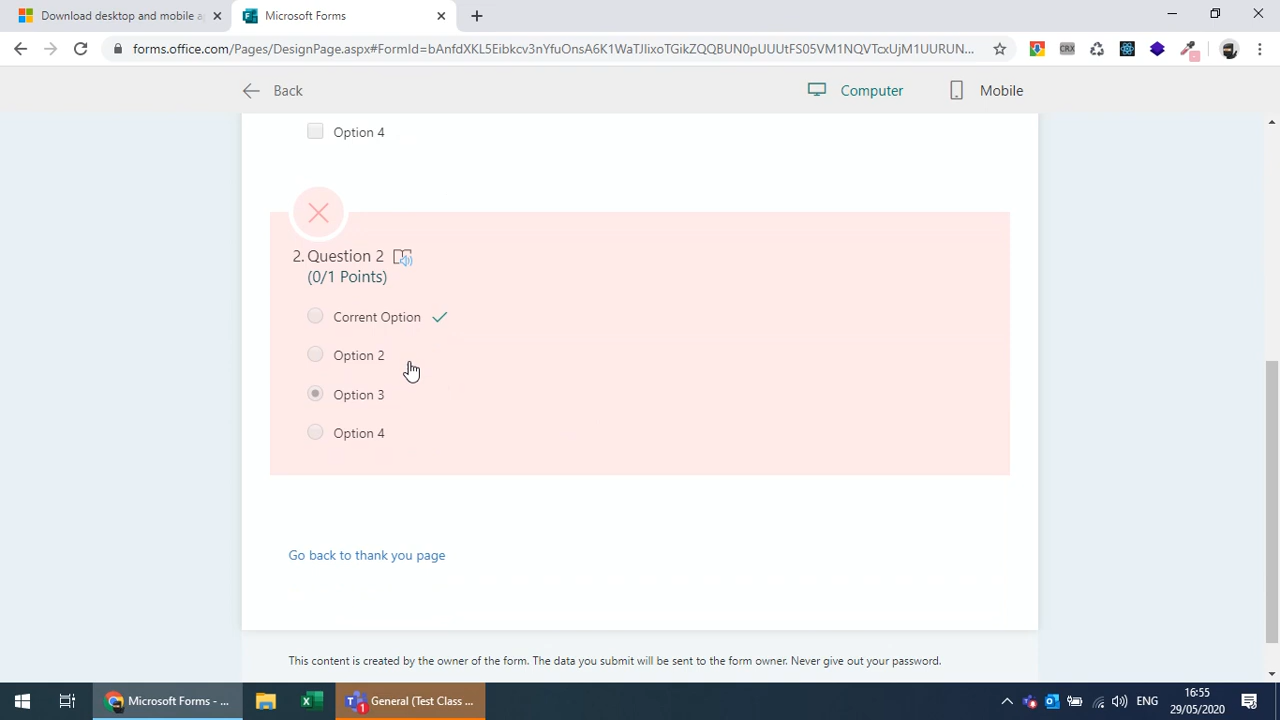 Download desktop and mobile a
Microsoft Forms
forms.office.com/Pages/DesignPage.aspx#FormId=bAnfdXKL5Eibkcv3nYfuOnsA6K1WaTJIixoTGikZQQBUN0pUUUtFS05VM1NQVTcxUjM1UURUN...
CRX
Back
Computer
Mobile
Option 4
2. Question 2
(0/1 Points)
Corrent Option
Option 2
Option 3
Option 4
Go back to thank you page
This content is created by the owner of the form. The data you submit will be sent to the form owner. Never give out your password.
Microsoft Forms - ...
General (Test Class ...
ENG
16:55
29/05/2020